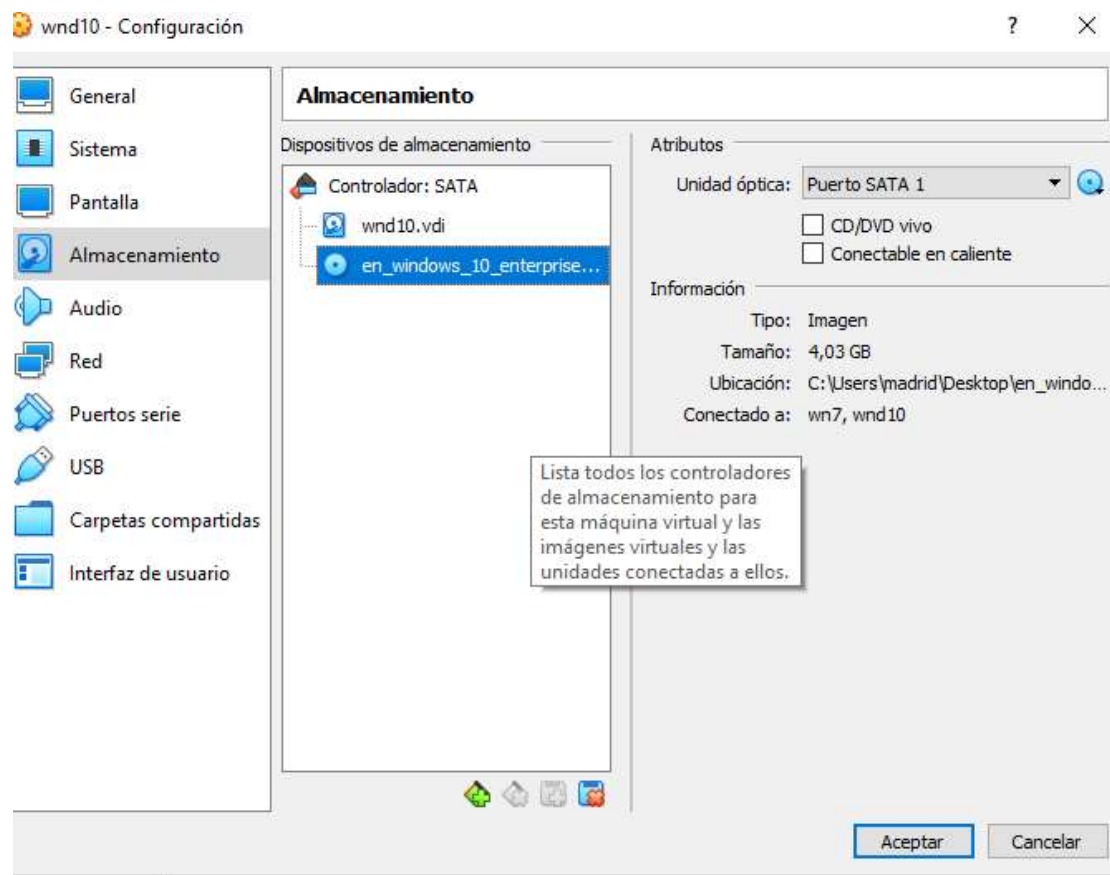 wnd10 - Configuración
?
General
Sistema
Pantalla
Almacenamiento
Audio
Red
Puertos serie
USB
Carpetas compartidas
Interfaz de usuario
Almacenamiento
Dispositivos de almacenamiento
Controlador: SATA
wnd10.vdi
en_windows_10_enterprise...
Atributos
Unidad óptica: Puerto SATA 1
CD/DVD vivo
Conectable en caliente
Información
Tipo: Imagen
Tamaño: 4,03 GB
Ubicación: C:\Users\madrid\Desktop\en_windo...
Conectado a: wn7, wnd10
Lista todos los controladores
de almacenamiento para
esta máquina virtual y las
imágenes virtuales y las
unidades conectadas a ellos.
Aceptar
Cancelar